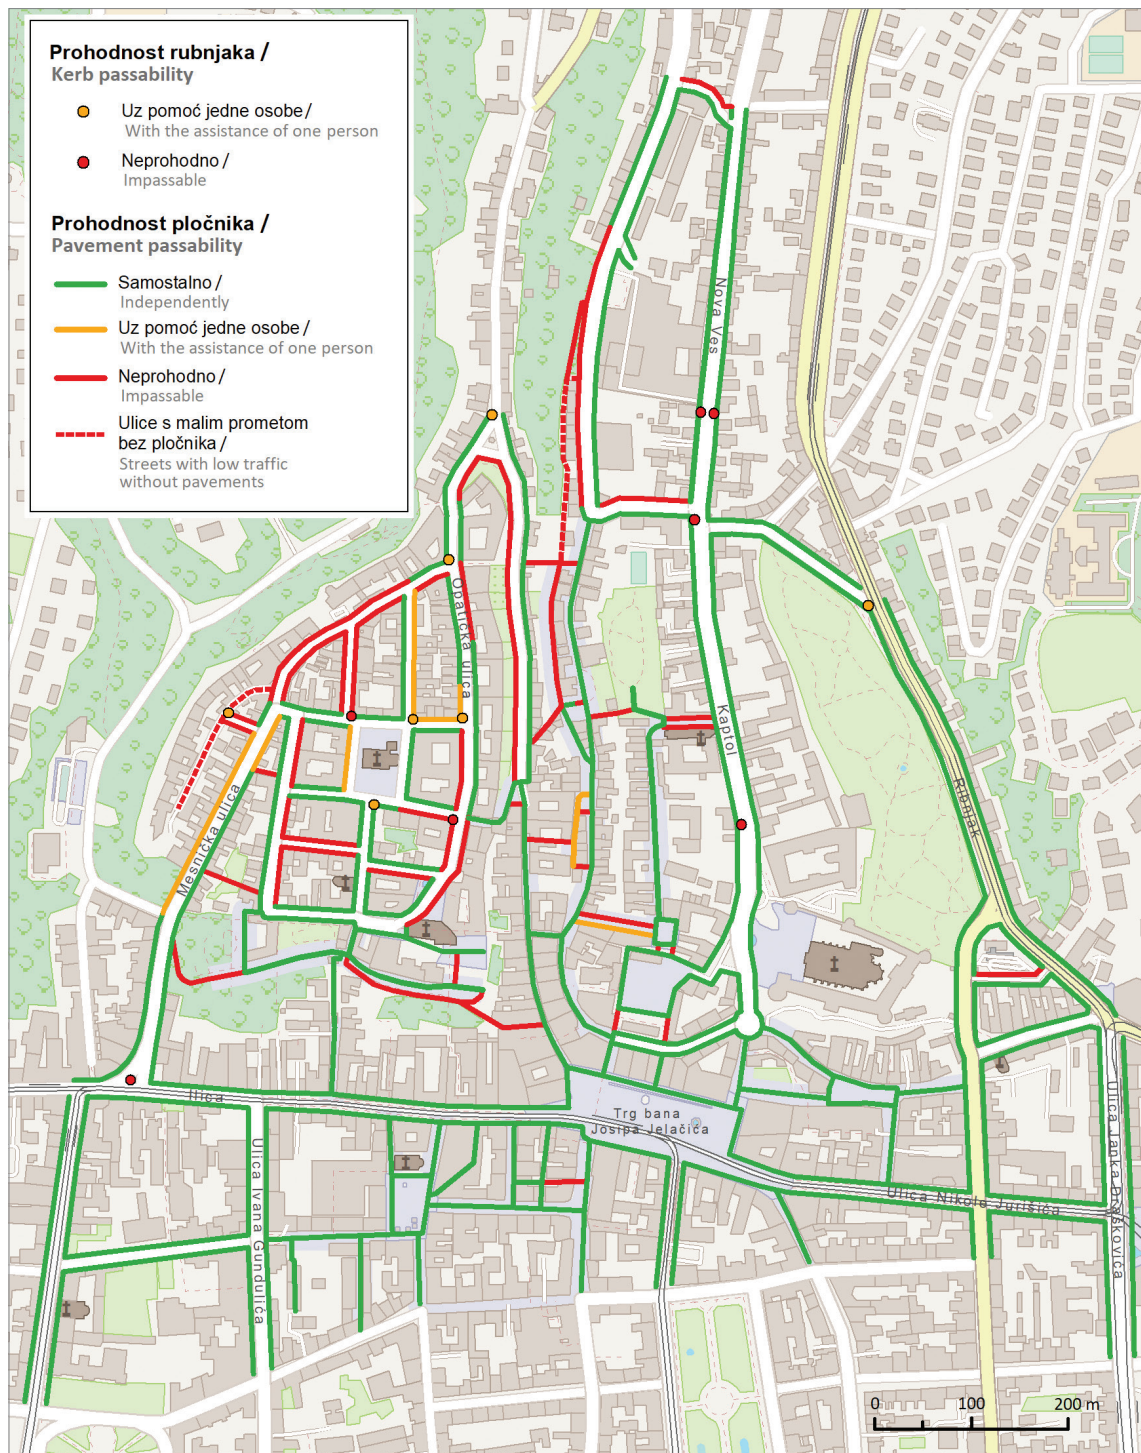 Prohodnost rubnjaka /
Kerb passability
Uz pomoć jedne osobe /
With the assistance of one person
Neprohodno /
Impassable
Prohodnost pločnika /
Pavement passability
Samostalno /
Independently
Uz pomoć jedne osobe /
With the assistance of one person
Neprohodno /
Impassable
Ulice s malim prometom
bez pločnika /
Streets with low traffic
without pavements
Nova Ves
Opatička ulica
Kaptol
Ribnjak
Mesnička ulica
Ilica
Trg bana
Josipa Jelačića
Ulica Ivana Gundulića
Ulica Nikole Jurišića
Ulica Janka Draškovića
0 100 200 m